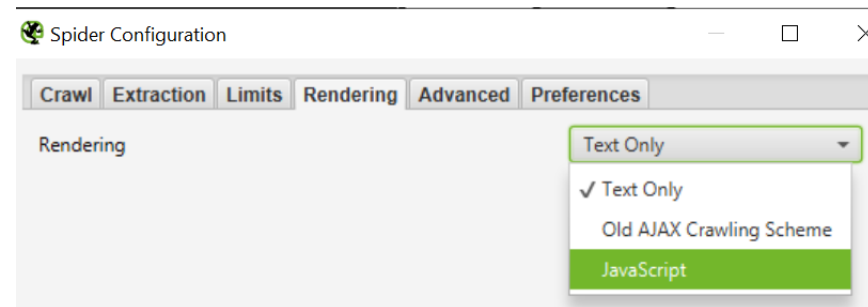 Spider Configuration
Crawl Extraction Limits Rendering Advanced Preferences
Rendering Text Only
Text Only
Old AJAX Crawling Scheme
JavaScript